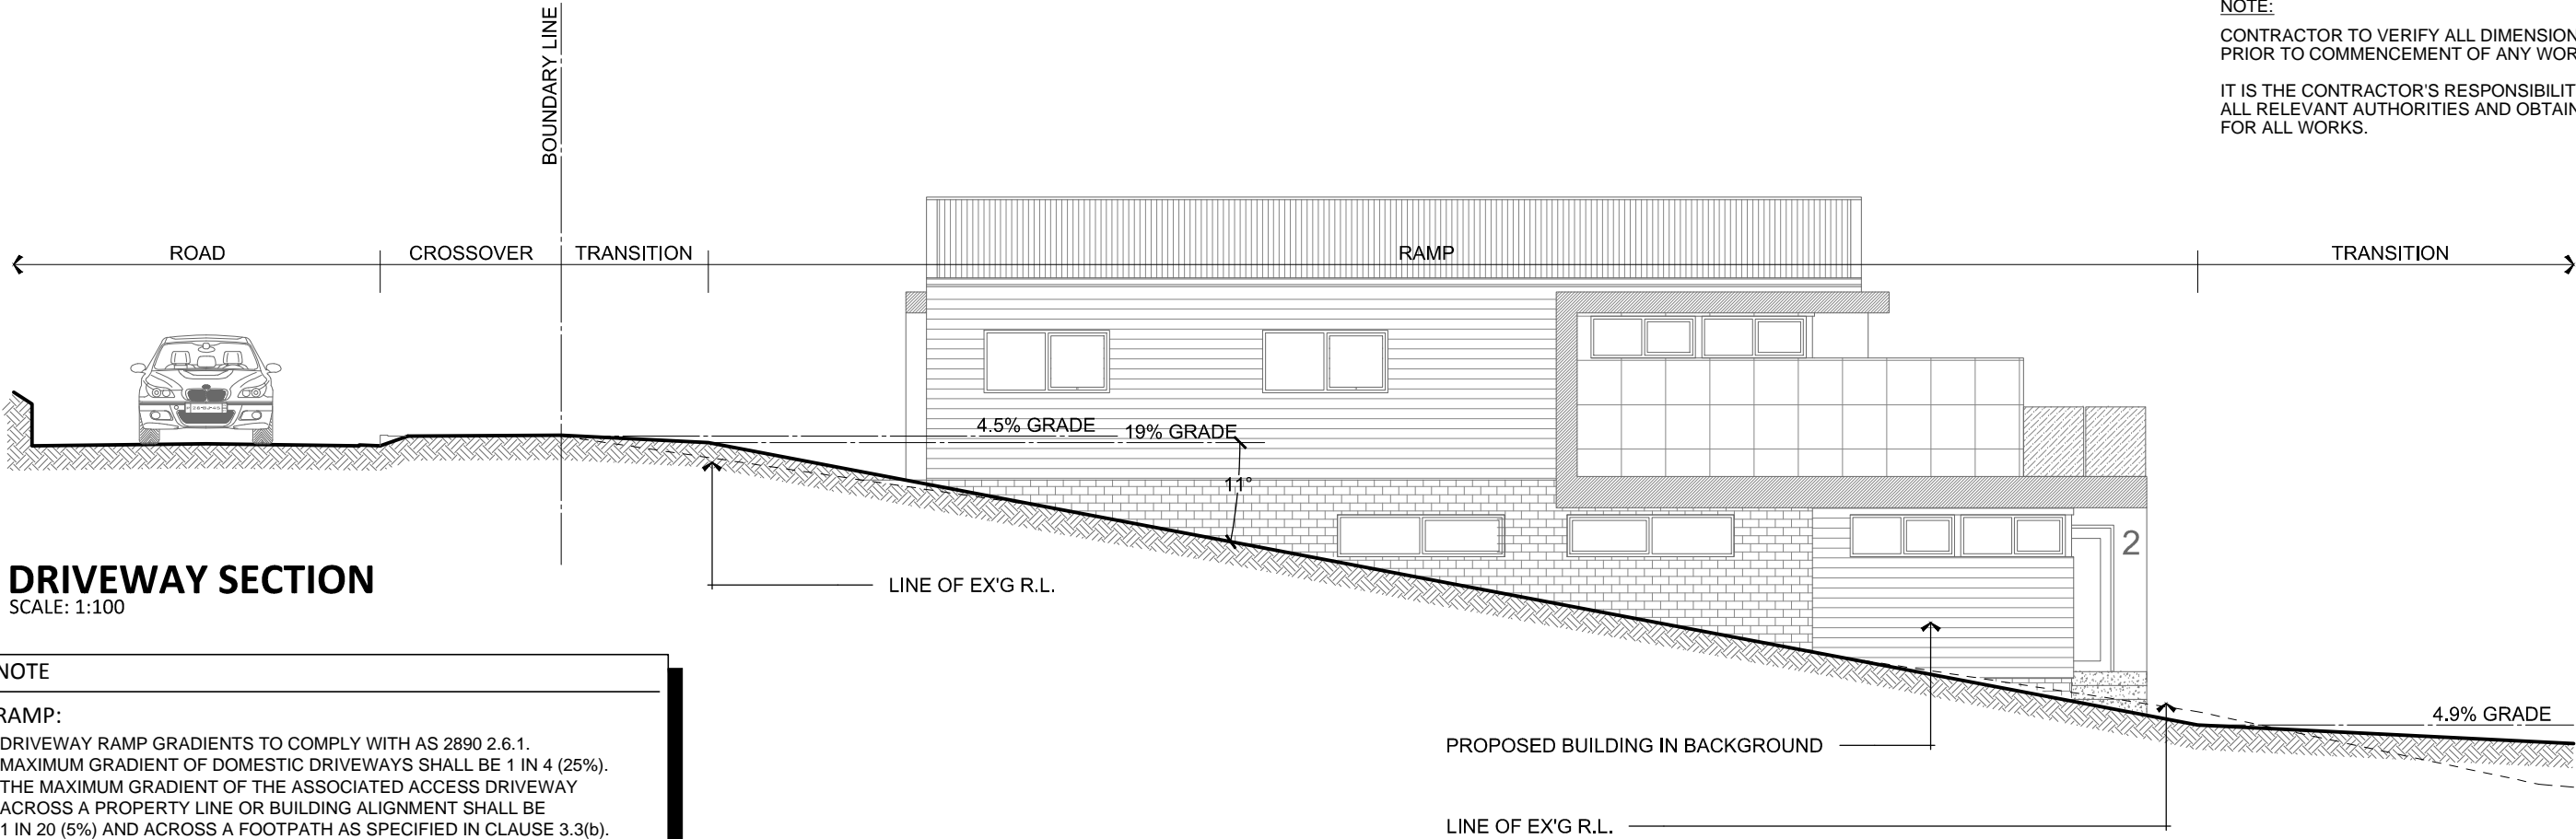 NOTE:
CONTRACTOR TO VERIFY ALL DIMENSION
PRIOR TO COMMENCEMENT OF ANY WOR
IT IS THE CONTRACTOR'S RESPONSIBILIT
ALL RELEVANT AUTHORITIES AND OBTAIN
FOR ALL WORKS.
BOUNDARY LINE
ROAD
CROSSOVER
TRANSITION
RAMP
TRANSITION
4.5% GRADE
19% GRADE
11°
2
LINE OF EX'G R.L.
DRIVEWAY SECTION
SCALE: 1:100
4.9% GRADE
PROPOSED BUILDING IN BACKGROUND
LINE OF EX'G R.L.
NOTE
RAMP:
DRIVEWAY RAMP GRADIENTS TO COMPLY WITH AS 2890 2.6.1.
MAXIMUM GRADIENT OF DOMESTIC DRIVEWAYS SHALL BE 1 IN 4 (25%).
THE MAXIMUM GRADIENT OF THE ASSOCIATED ACCESS DRIVEWAY
ACROSS A PROPERTY LINE OR BUILDING ALIGNMENT SHALL BE
1 IN 20 (5%) AND ACROSS A FOOTPATH AS SPECIFIED IN CLAUSE 3.3(b).